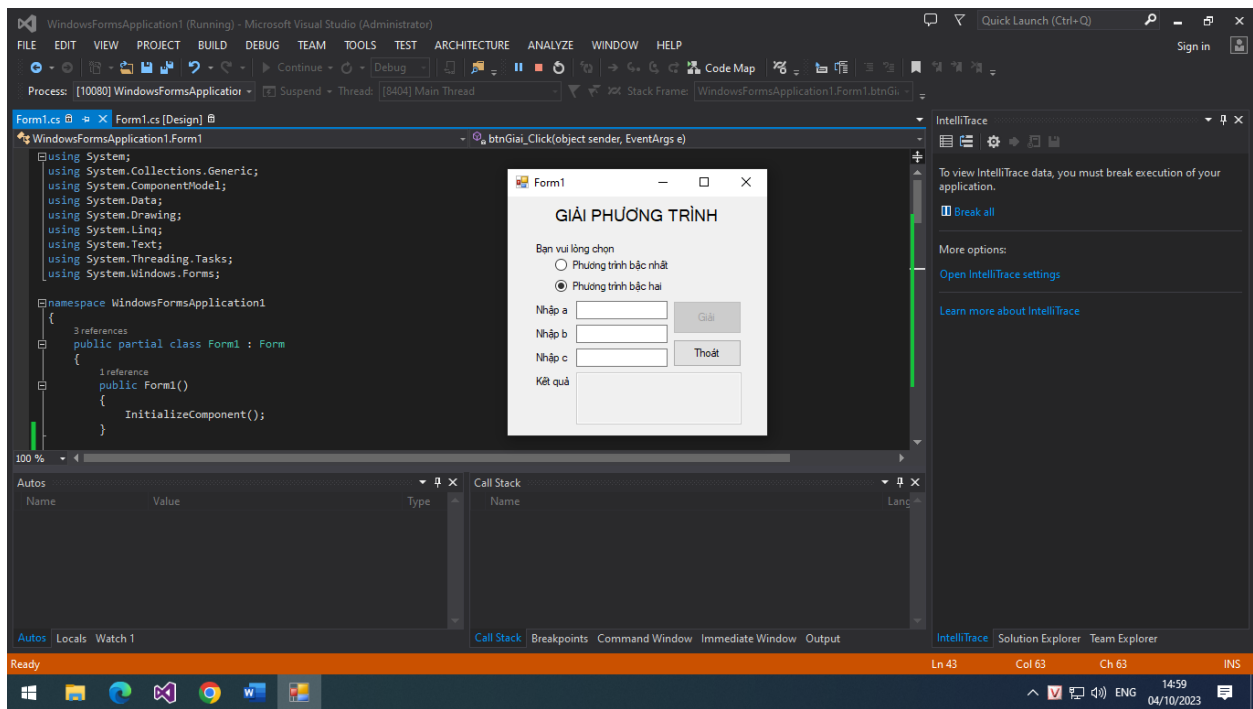 WindowsFormsApplication1 (Running) - Microsoft Visual Studio (Administrator)
Quick Launch (Ctrl+Q)
FILE EDIT VIEW PROJECT BUILD DEBUG TEAM TOOLS TEST ARCHITECTURE ANALYZE WINDOW HELP
Sign in
Continue Debug Code Map
Process: [10080] WindowsFormsApplication Suspend Thread: [8404] Main Thread Stack Frame: WindowsFormsApplication1.Form1.btnGi
Form1.cs Form1.cs [Design]
WindowsFormsApplication1.Form1 btnGiai_Click(object sender, EventArgs e)
using System;
using System.Collections.Generic;
using System.ComponentModel;
using System.Data;
using System.Drawing;
using System.Linq;
using System.Text;
using System.Threading.Tasks;
using System.Windows.Forms;
namespace WindowsFormsApplication1
{
3 references
public partial class Form1 : Form
{
1 reference
public Form1()
{
InitializeComponent();
}
100 %
Form1
GIẢI PHƯƠNG TRÌNH
Bạn vui lòng chọn
Phương trình bậc nhất
Phương trình bậc hai
Nhập a
Giải
Nhập b
Nhập c
Thoát
Kết quả
IntelliTrace
To view IntelliTrace data, you must break execution of your
application.
Break all
More options:
Open IntelliTrace settings
Learn more about IntelliTrace
Autos
Name Value Type
Autos Locals Watch 1
Call Stack
Name Lang
Call Stack Breakpoints Command Window Immediate Window Output
IntelliTrace Solution Explorer Team Explorer
Ready Ln 43 Col 63 Ch 63 INS
V ENG
14:59
04/10/2023